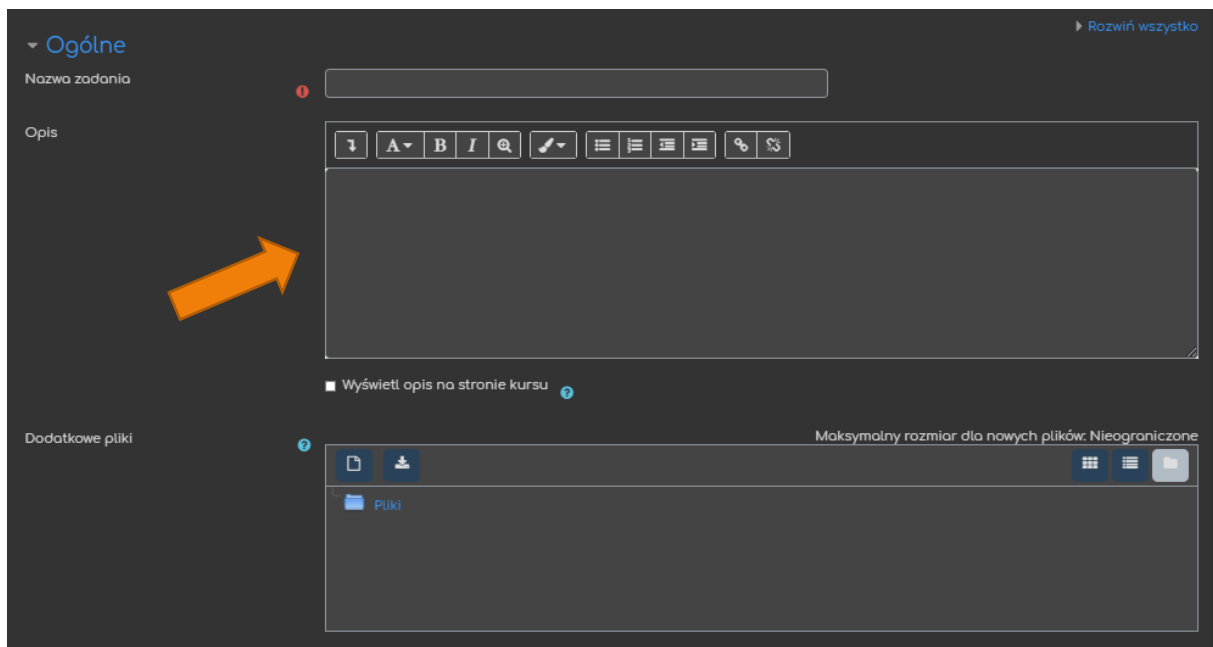 Rozwiń wszystko
Ogólne
Nazwa zadania
Opis
A B I
Wyświetl opis na stronie kursu
Dodatkowe pliki
Maksymalny rozmiar dla nowych plików: Nieograniczone
Pliki